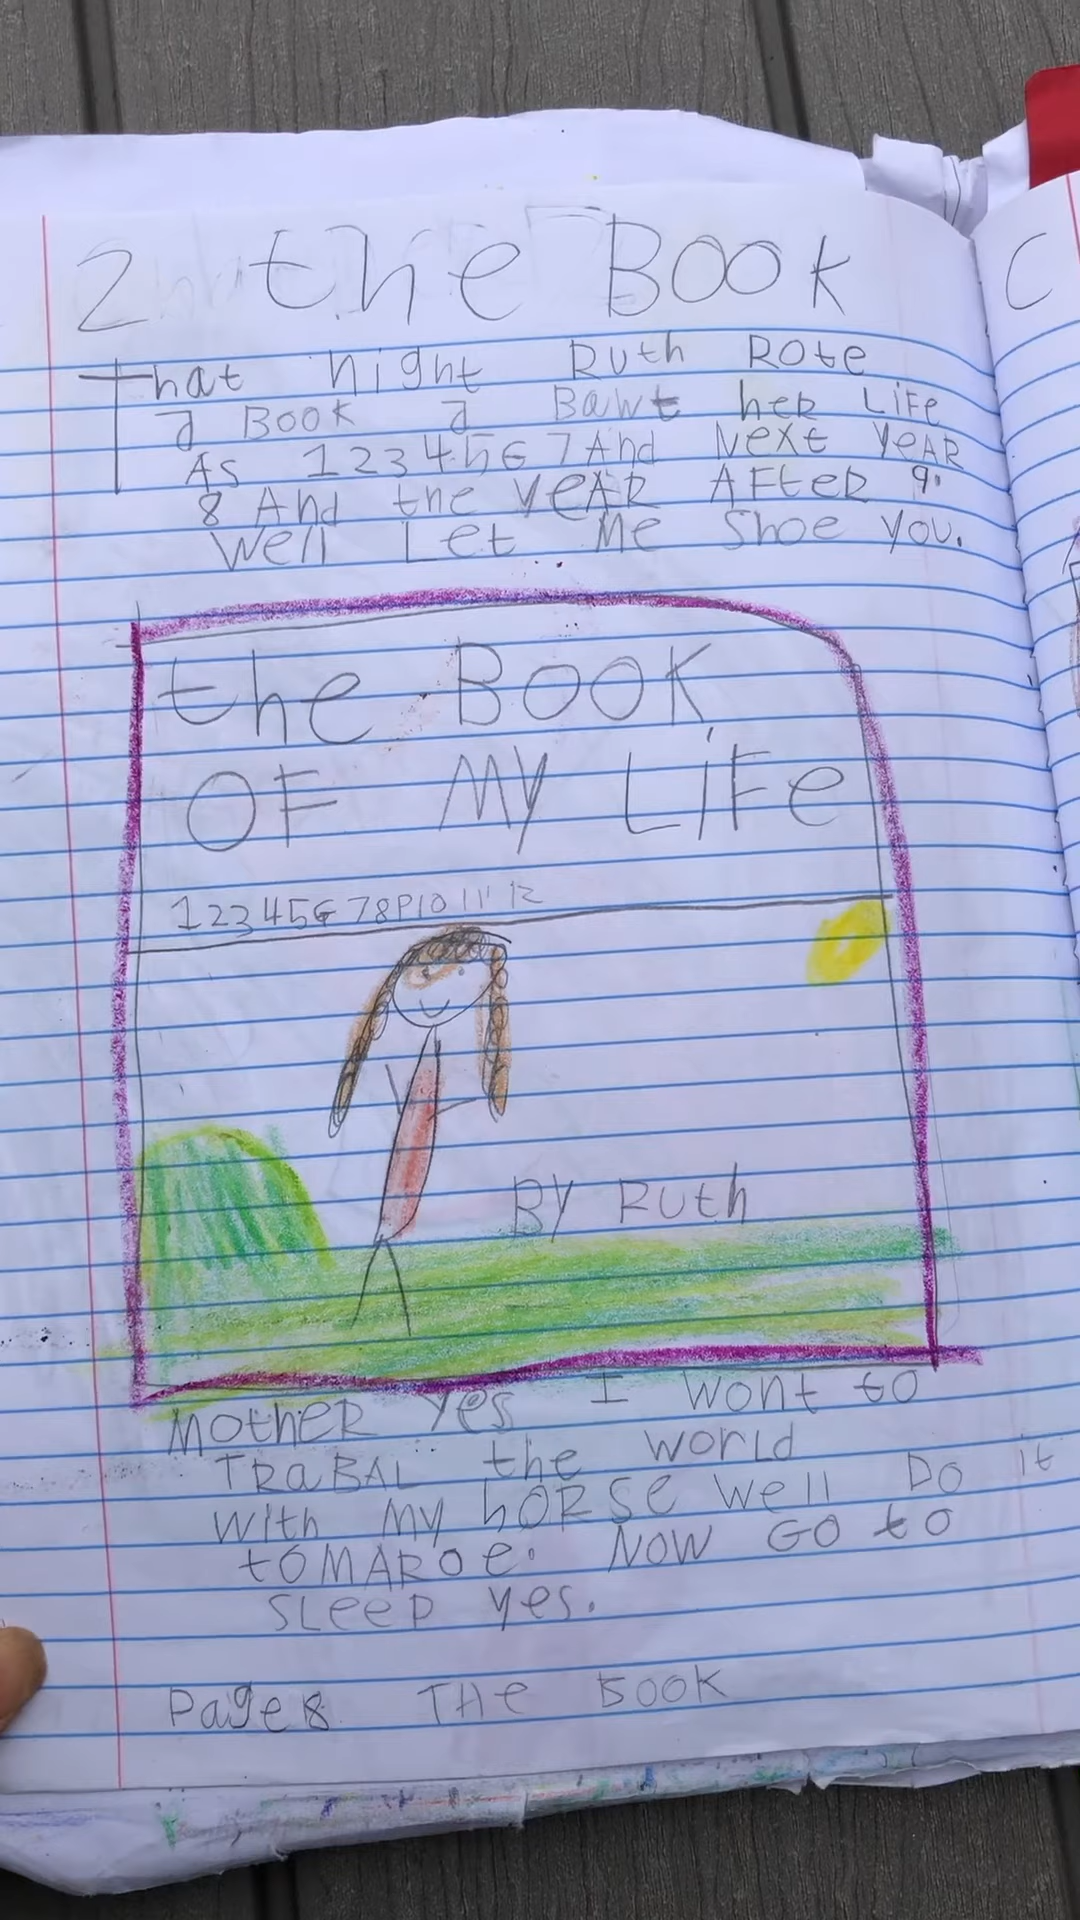 2 the BOOK
That night Ruth Rote
a BOOK a Bawt heR LiFe
As 1234567 And Next YeAR
8 And the YeAR AFteR 9.
Well Let Me Shoe you.
the BOOK
OF MY LiFe
123456 78P10 11 12
BY Ruth
MotheR Yes I wont to
TRaBAL the world
with my hORSe well Do it
tOMAROe. NOW GO to
SLeeP yes.
Page 8 THe BOOK
C